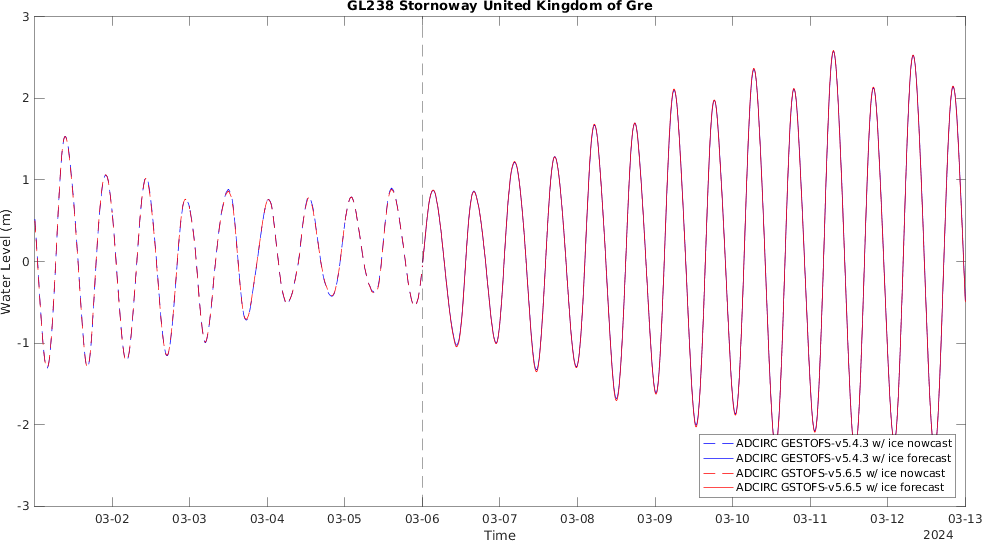 GL238 Stornoway United Kingdom of Gre
3
2
1
0
-1
-2
-3
Water Level (m)
ADCIRC GESTOFS-v5.4.3 w/ ice nowcast
ADCIRC GESTOFS-v5.4.3 w/ ice forecast
ADCIRC GSTOFS-v5.6.5 w/ ice nowcast
ADCIRC GSTOFS-v5.6.5 w/ ice forecast
03-02 03-03 03-04 03-05 03-06 03-07 03-08 03-09 03-10 03-11 03-12 03-13
Time
2024